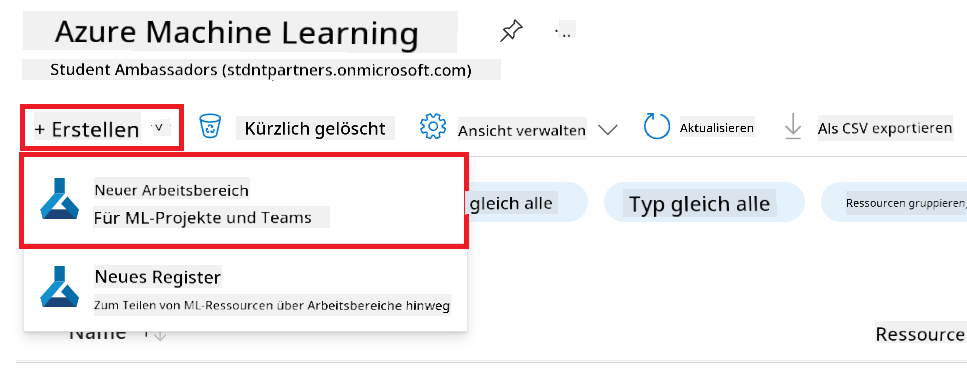 Azure Machine Learning
Student Ambassadors (stdntpartners.onmicrosoft.com)
+ Erstellen
Kürzlich gelöscht
Ansicht verwalten
Aktualisieren
Als CSV exportieren
Neuer Arbeitsbereich
Für ML-Projekte und Teams
gleich alle
Typ gleich alle
Ressourcen gruppieren
Neues Register
Zum Teilen von ML-Ressourcen über Arbeitsbereiche hinweg
Name
Ressource